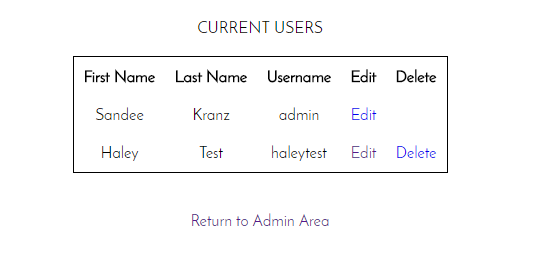 CURRENT USERS
First Name Last Name Username Edit Delete
Sandee Kranz admin Edit
Haley Test haleytest Edit Delete
Return to Admin Area